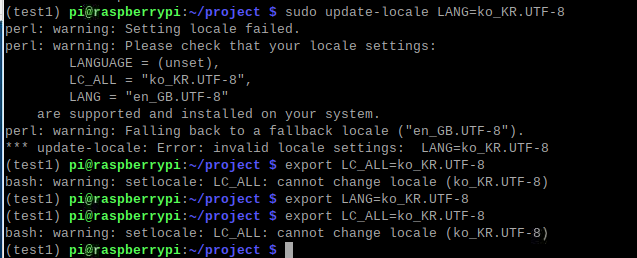 (test1) pi@raspberrypi:~/project $ sudo update-locale LANG=ko_KR.UTF-8
perl: warning: Setting locale failed.
perl: warning: Please check that your locale settings:
        LANGUAGE = (unset),
        LC_ALL = "ko_KR.UTF-8",
        LANG = "en_GB.UTF-8"
    are supported and installed on your system.
perl: warning: Falling back to a fallback locale ("en_GB.UTF-8").
*** update-locale: Error: invalid locale settings:  LANG=ko_KR.UTF-8
(test1) pi@raspberrypi:~/project $ export LC_ALL=ko_KR.UTF-8
bash: warning: setlocale: LC_ALL: cannot change locale (ko_KR.UTF-8)
(test1) pi@raspberrypi:~/project $ export LANG=ko_KR.UTF-8
(test1) pi@raspberrypi:~/project $ export LC_ALL=ko_KR.UTF-8
bash: warning: setlocale: LC_ALL: cannot change locale (ko_KR.UTF-8)
(test1) pi@raspberrypi:~/project $